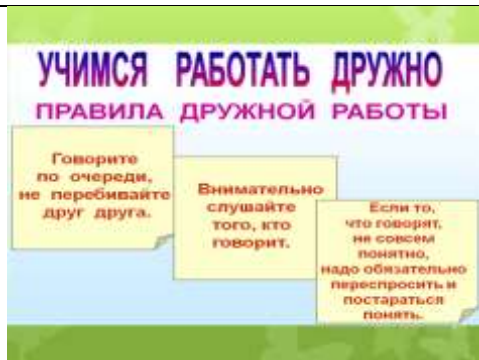 УЧИМСЯ РАБОТАТЬ ДРУЖНО
ПРАВИЛА ДРУЖНОЙ РАБОТЫ
Говорите
по очереди,
не перебивайте
друг друга.
Внимательно
слушайте
того, кто
говорит.
Если то,
что говорят,
не совсем
понятно,
надо обязательно
переспросить и
постараться
понять.